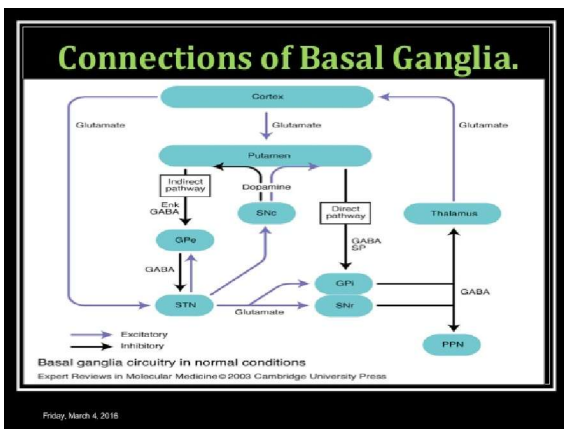 Connections of Basal Ganglia.
Cortex
Glutamate
Glutamate
Glutamate
Putamen
Indirect
pathway
Dopamine
Enk
GABA
SNc
Direct
pathway
Thalamus
GPe
GABA
SP
GABA
GPi
GABA
STN
SNr
Glutamate
PPN
Excitatory
Inhibitory
Basal ganglia circuitry in normal conditions
Expert Reviews in Molecular Medicine©2003 Cambridge University Press
Friday, March 4, 2016